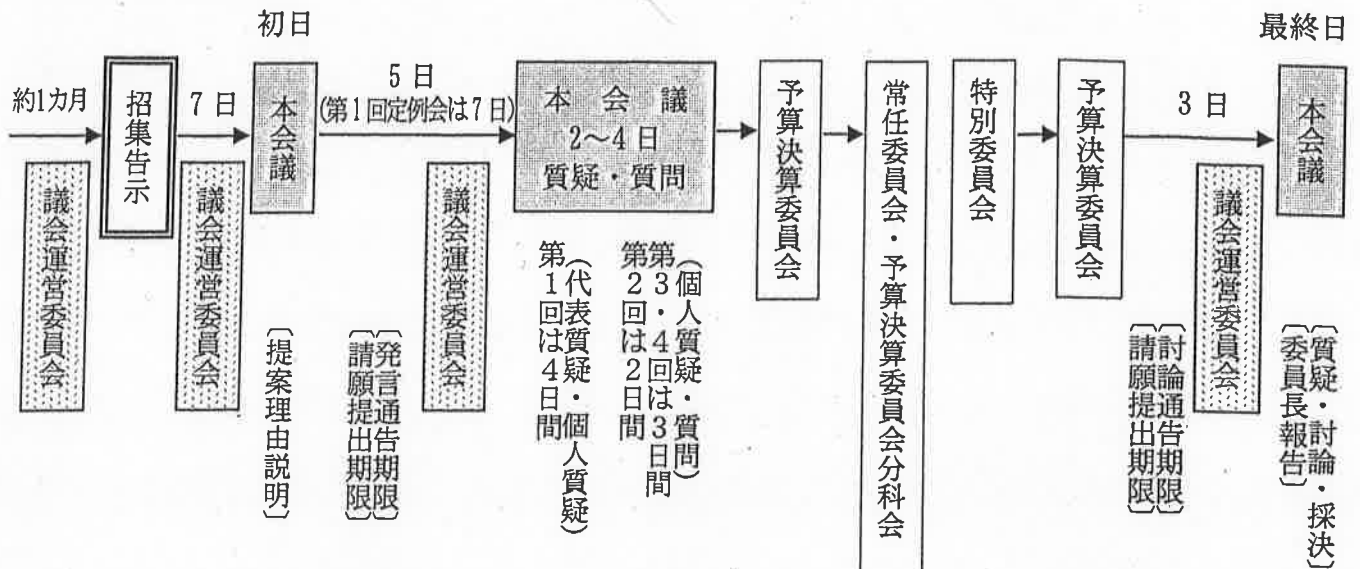 初日
最終日
約1カ月
招集告示
7日
本会議
5日
(第1回定例会は7日)
本会議
2~4日
質疑・質問
予算決算委員会
常任委員会・予算決算委員会分科会
特別委員会
予算決算委員会
3日
本会議
議会運営委員会
議会運営委員会
〔提案理由説明〕
議会運営委員会
〔発言通告期限
請願提出期限〕
第1回は4日間
(代表質疑・個人質疑)
第2回は2日間
第3・4回は3日間
(個人質疑・質問)
議会運営委員会
〔討論通告期限
請願提出期限〕
〔質疑・討論・採決
委員長報告〕